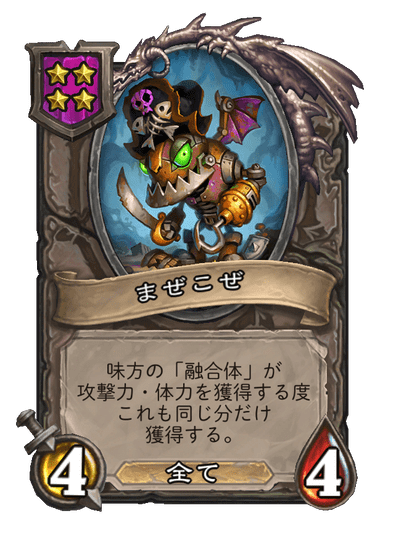 まぜこぜ
味方の「融合体」が
攻撃力・体力を獲得する度
これも同じ分だけ
獲得する。
4
全て
4